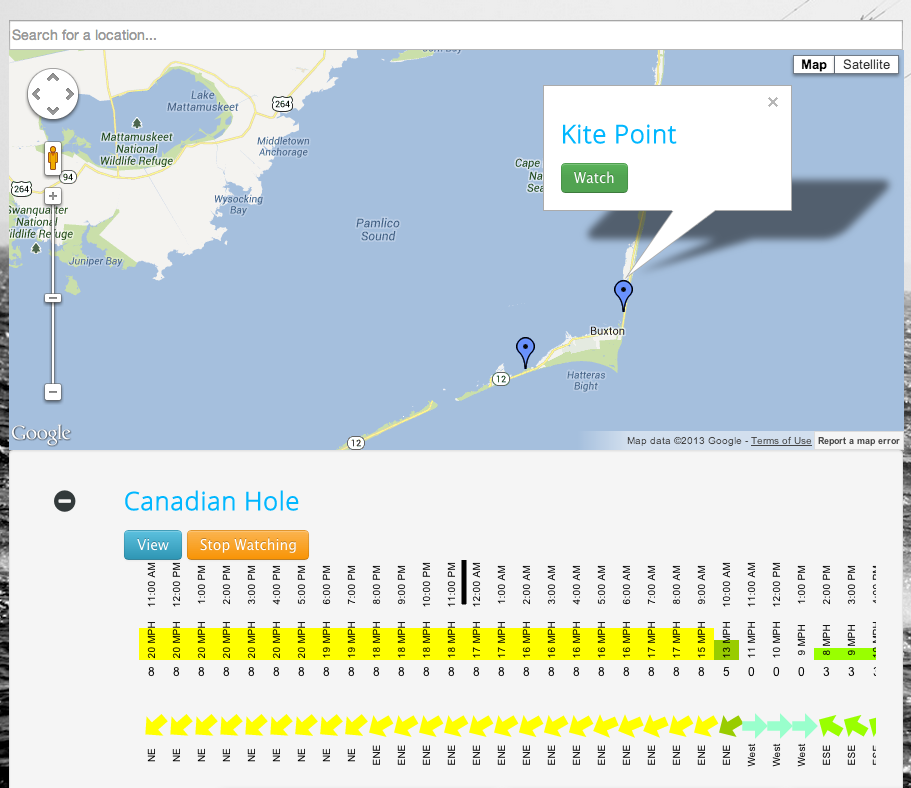 Search for a location...
Map
Satellite
Lake
Mattamuskeet
264
Mattamuskeet
National
Wildlife Refuge
Middletown
Anchorage
94
264
Swanquarter
National
Wildlife Refuge
Wysocking
Bay
Juniper Bay
Pamlico
Sound
Cape
Na
Sea
×
Kite Point
Watch
Buxton
Hatteras
Bight
12
12
Google
Map data ©2013 Google - Terms of Use
Report a map error
Canadian Hole
View
Stop Watching
11:00 AM 12:00 PM 1:00 PM 2:00 PM 3:00 PM 4:00 PM 5:00 PM 6:00 PM 7:00 PM 8:00 PM 9:00 PM 10:00 PM 11:00 PM 12:00 AM 1:00 AM 2:00 AM 3:00 AM 4:00 AM 5:00 AM 6:00 AM 7:00 AM 8:00 AM 9:00 AM 10:00 AM 11:00 AM 12:00 PM 1:00 PM 2:00 PM 3:00 PM
20 MPH 20 MPH 20 MPH 20 MPH 20 MPH 20 MPH 20 MPH 19 MPH 19 MPH 18 MPH 18 MPH 18 MPH 18 MPH 17 MPH 17 MPH 16 MPH 16 MPH 16 MPH 16 MPH 16 MPH 17 MPH 17 MPH 15 MPH 13 MPH 11 MPH 10 MPH 9 MPH 8 MPH 9 MPH
8 8 8 8 8 8 8 8 8 8 8 8 8 8 8 8 8 8 8 8 8 8 8 5 0 0 0 3 3
NE NE NE NE NE NE NE NE NE ENE ENE ENE ENE ENE ENE ENE ENE ENE ENE ENE ENE ENE ENE ENE West West West ESE ESE